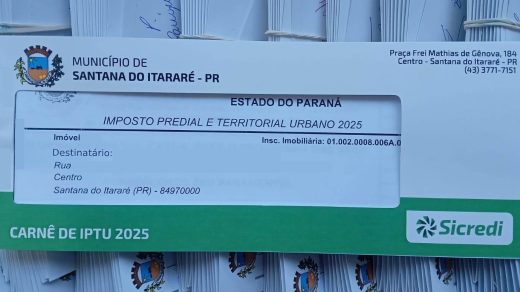 MUNICÍPIO DE
SANTANA DO ITARARÉ - PR
Praça Frei Mathias de Gênova, 184
Centro - Santana do Itararé - PR
(43) 3771-7151
ESTADO DO PARANÁ
IMPOSTO PREDIAL E TERRITORIAL URBANO 2025
Imóvel
Insc. Imobiliária: 01.002.0008.006A.0
Destinatário:
Rua
Centro
Santana do Itararé (PR) - 84970000
CARNÊ DE IPTU 2025
Sicredi